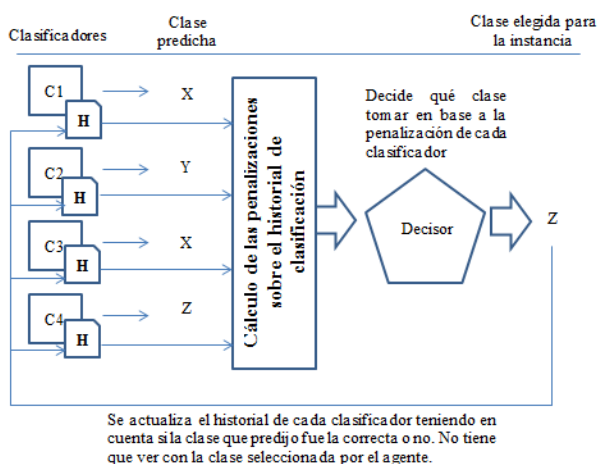 Clasificadores
Clase
predicha
Clase elegida para
la instancia
C1
H
X
C2
H
Y
C3
H
X
C4
H
Z
Cálculo de las penalizaciones
sobre el historial de
clasificación
Decide qué clase
tomar en base a la
penalización de cada
clasificador
Decisor
Z
Se actualiza el historial de cada clasificador teniendo en
cuenta si la clase que predijo fue la correcta o no. No tiene
que ver con la clase seleccionada por el agente.